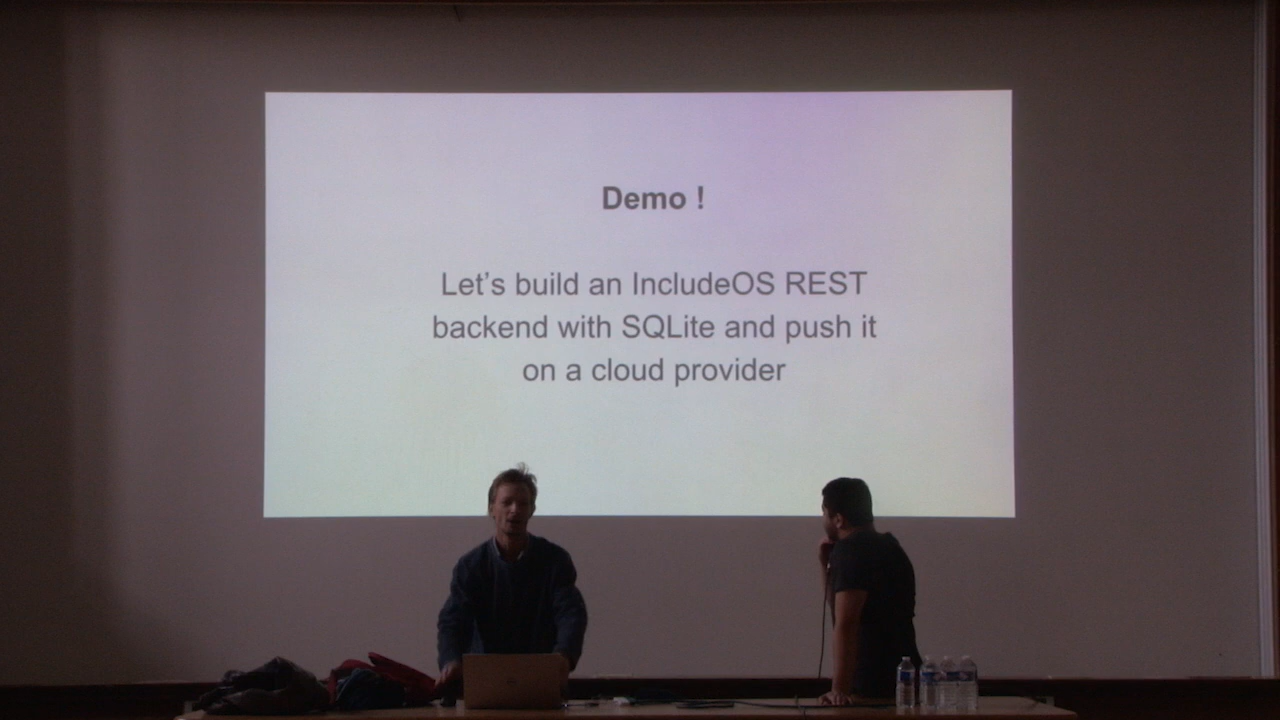 Demo !
Let’s build an IncludeOS REST
backend with SQLite and push it
on a cloud provider